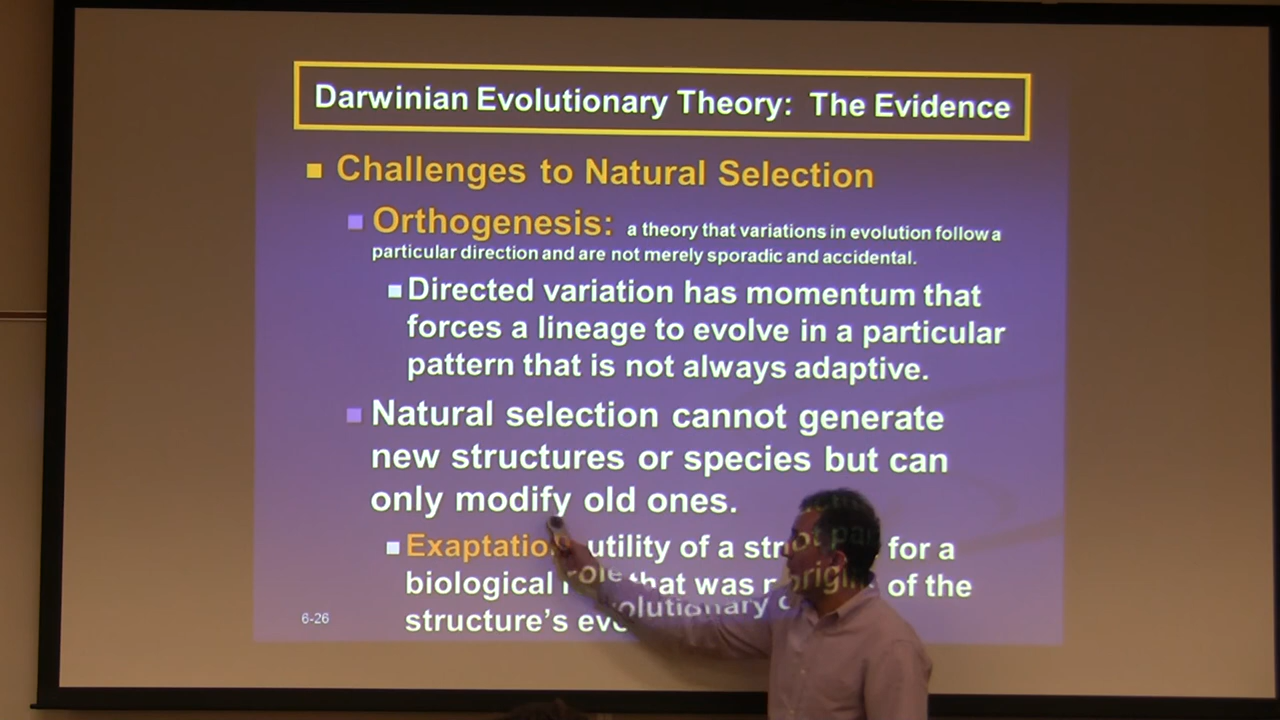 Darwinian Evolutionary Theory: The Evidence
Challenges to Natural Selection
Orthogenesis: a theory that variations in evolution follow a
particular direction and are not merely sporadic and accidental.
Directed variation has momentum that
forces a lineage to evolve in a particular
pattern that is not always adaptive.
Natural selection cannot generate
new structures or species but can
only modify old ones.
utility of a for a
biological role that was of the
structure's
6-26